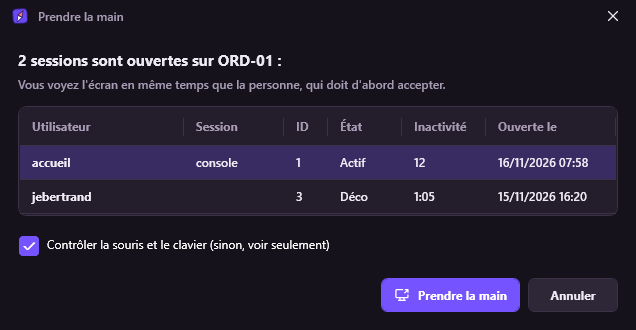 Prendre la main
2 sessions sont ouvertes sur ORD-01 :
Vous voyez l'écran en même temps que la personne, qui doit d'abord accepter.
Utilisateur Session ID État Inactivité Ouverte le
accueil console 1 Actif 12 16/11/2026 07:58
jebertrand 3 Déco 1:05 15/11/2026 16:20
Contrôler la souris et le clavier (sinon, voir seulement)
Prendre la main Annuler